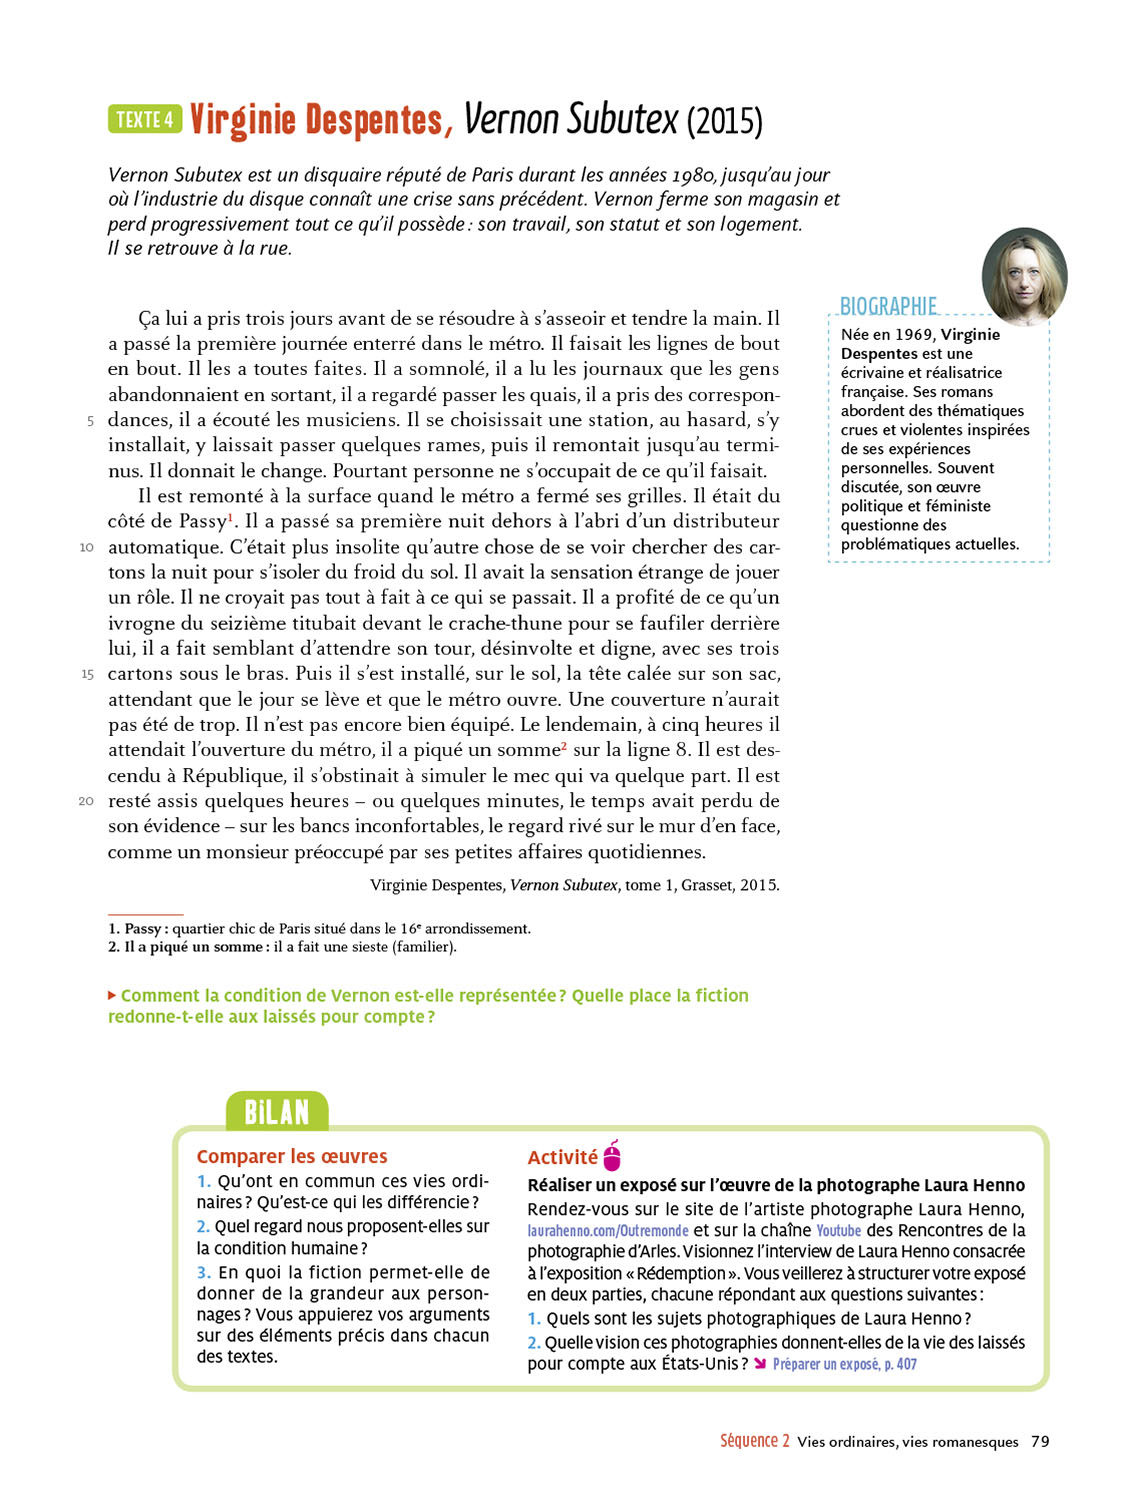 TEXTE 4 Virginie Despentes, Vernon Subutex (2015)
Vernon Subutex est un disquaire réputé de Paris durant les années 1980, jusqu’au jour
où l’industrie du disque connaît une crise sans précédent. Vernon ferme son magasin et
perd progressivement tout ce qu’il possède : son travail, son statut et son logement.
Il se retrouve à la rue.
Ça lui a pris trois jours avant de se résoudre à s’asseoir et tendre la main. Il
a passé la première journée enterré dans le métro. Il faisait les lignes de bout
en bout. Il les a toutes faites. Il a somnolé, il a lu les journaux que les gens
abandonnaient en sortant, il a regardé passer les quais, il a pris des correspon-
5 dances, il a écouté les musiciens. Il se choisissait une station, au hasard, s’y
installait, y laissait passer quelques rames, puis il remontait jusqu’au termi-
nus. Il donnait le change. Pourtant personne ne s’occupait de ce qu’il faisait.
Il est remonté à la surface quand le métro a fermé ses grilles. Il était du
côté de Passy1. Il a passé sa première nuit dehors à l’abri d’un distributeur
10 automatique. C’était plus insolite qu’autre chose de se voir chercher des car-
tons la nuit pour s’isoler du froid du sol. Il avait la sensation étrange de jouer
un rôle. Il ne croyait pas tout à fait à ce qui se passait. Il a profité de ce qu’un
ivrogne du seizième titubait devant le crache-thune pour se faufiler derrière
lui, il a fait semblant d’attendre son tour, désinvolte et digne, avec ses trois
15 cartons sous le bras. Puis il s’est installé, sur le sol, la tête calée sur son sac,
attendant que le jour se lève et que le métro ouvre. Une couverture n’aurait
pas été de trop. Il n’est pas encore bien équipé. Le lendemain, à cinq heures il
attendait l’ouverture du métro, il a piqué un somme2 sur la ligne 8. Il est des-
cendu à République, il s’obstinait à simuler le mec qui va quelque part. Il est
20 resté assis quelques heures – ou quelques minutes, le temps avait perdu de
son évidence – sur les bancs inconfortables, le regard rivé sur le mur d’en face,
comme un monsieur préoccupé par ses petites affaires quotidiennes.
Virginie Despentes, Vernon Subutex, tome 1, Grasset, 2015.
1. Passy : quartier chic de Paris situé dans le 16e arrondissement.
2. Il a piqué un somme : il a fait une sieste (familier).
Comment la condition de Vernon est-elle représentée ? Quelle place la fiction
redonne-t-elle aux laissés pour compte ?
BIOGRAPHIE
Née en 1969, Virginie
Despentes est une
écrivaine et réalisatrice
française. Ses romans
abordent des thématiques
crues et violentes inspirées
de ses expériences
personnelles. Souvent
discutée, son œuvre
politique et féministe
questionne des
problématiques actuelles.
BiLAN
Comparer les œuvres
1. Qu’ont en commun ces vies ordi-
naires ? Qu’est-ce qui les différencie ?
2. Quel regard nous proposent-elles sur
la condition humaine ?
3. En quoi la fiction permet-elle de
donner de la grandeur aux person-
nages ? Vous appuierez vos arguments
sur des éléments précis dans chacun
des textes.
Activité
Réaliser un exposé sur l’œuvre de la photographe Laura Henno
Rendez-vous sur le site de l’artiste photographe Laura Henno,
laurahenno.com/Outremonde et sur la chaîne Youtube des Rencontres de la
photographie d’Arles. Visionnez l’interview de Laura Henno consacrée
à l’exposition « Rédemption ». Vous veillerez à structurer votre exposé
en deux parties, chacune répondant aux questions suivantes :
1. Quels sont les sujets photographiques de Laura Henno ?
2. Quelle vision ces photographies donnent-elles de la vie des laissés
pour compte aux États-Unis ? Préparer un exposé, p. 407
Séquence 2 Vies ordinaires, vies romanesques 79